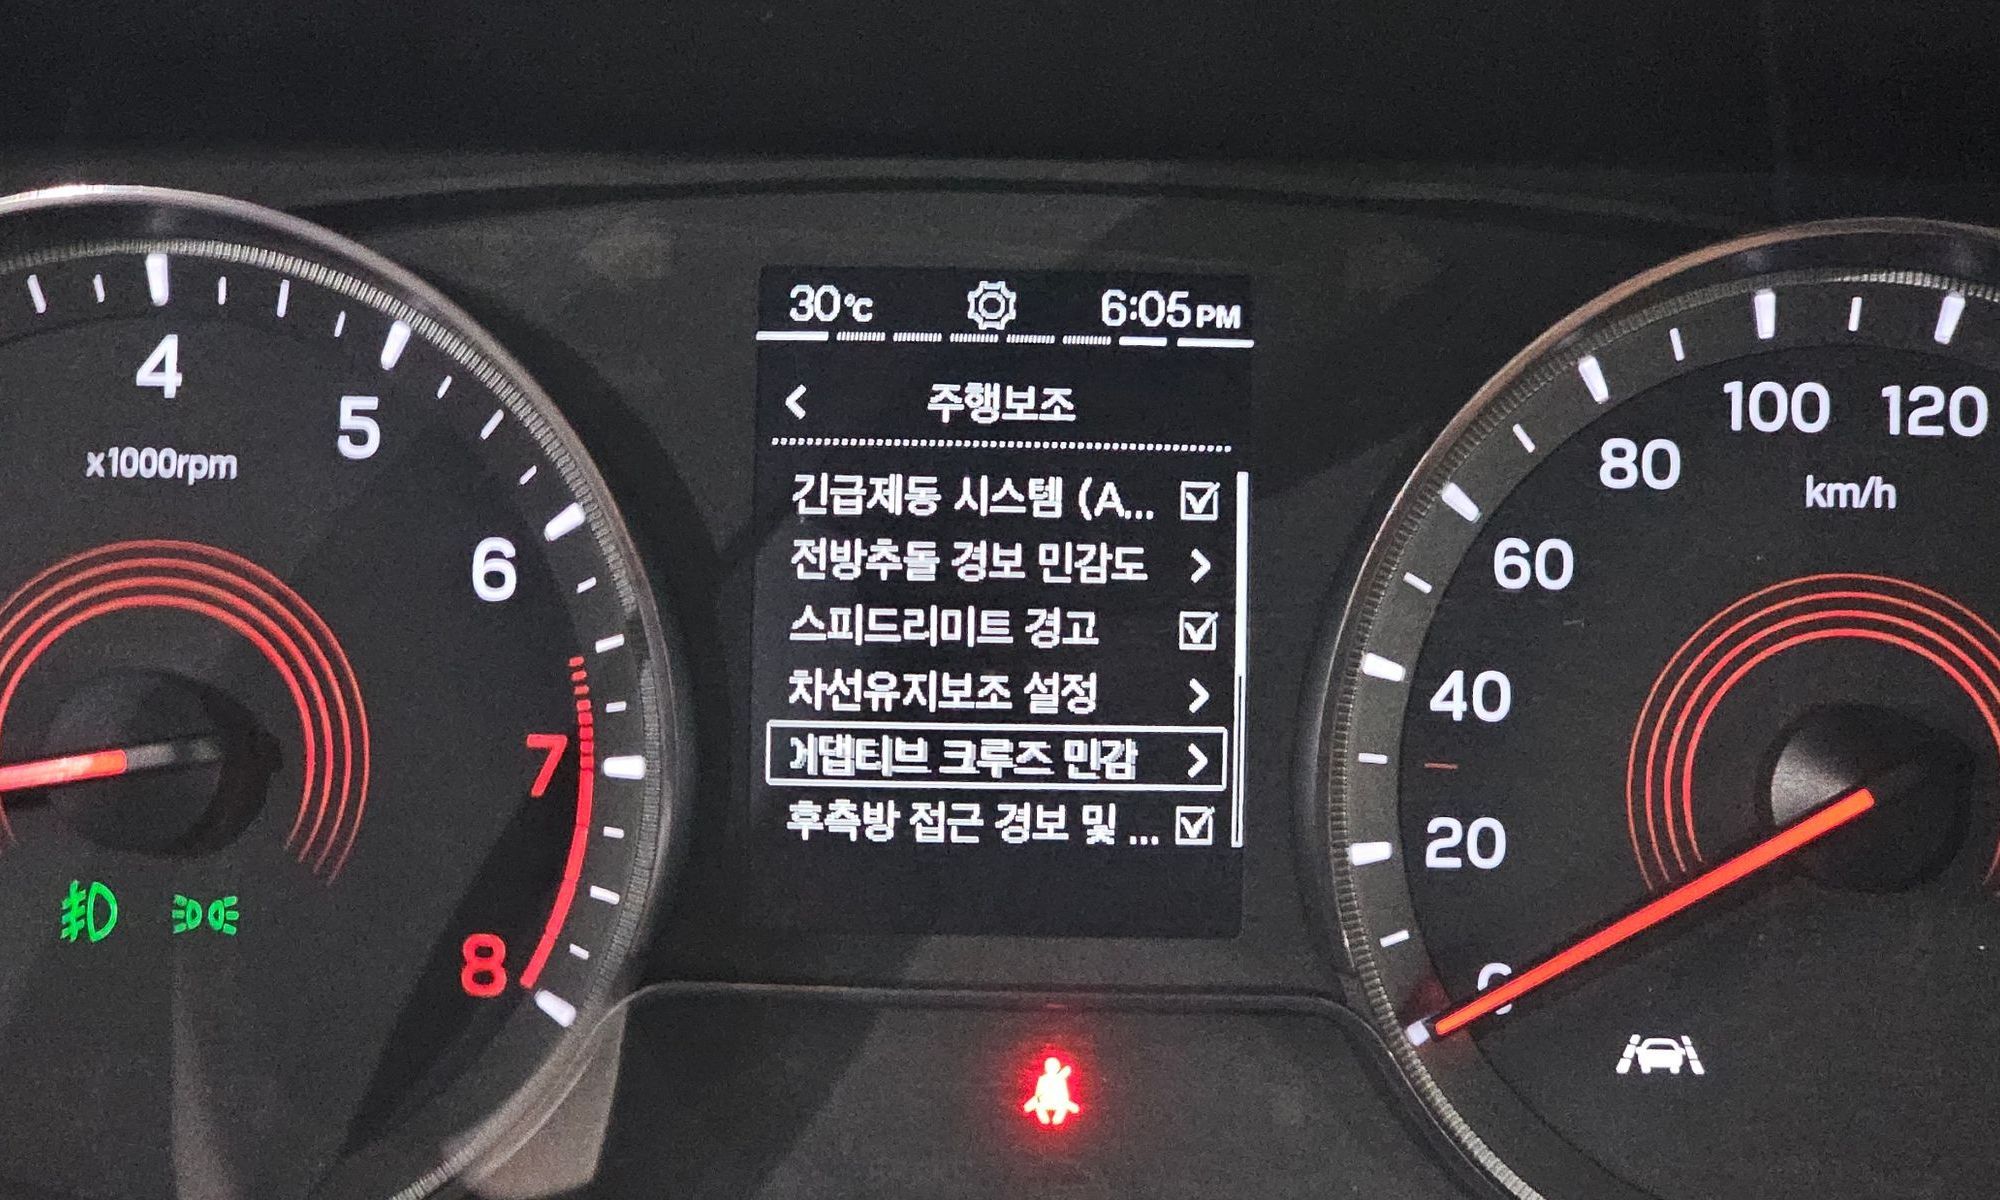 4
5
x1000rpm
6
7
8
30°C 6:05PM
주행보조
긴급제동 시스템 (A...
전방추돌 경보 민감도
스피드리미트 경고
차선유지보조 설정
댑티브 크루즈 민감
후측방 접근 경보 및 ...
120
100
80
km/h
60
40
20
0